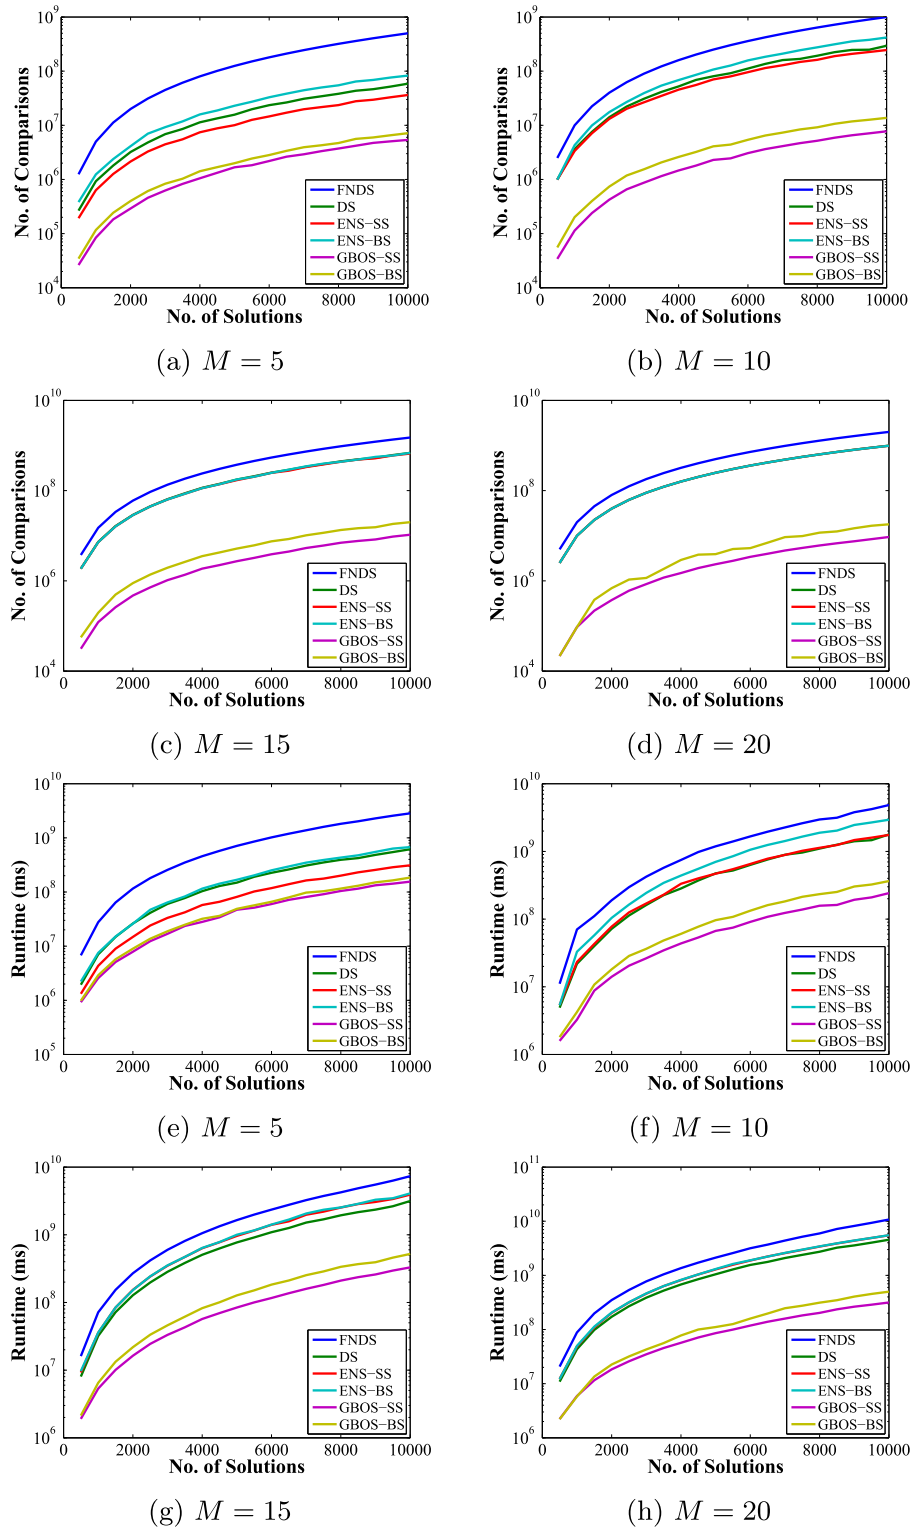 10^9
10^8
10^7
10^6
10^5
10^4
No. of Comparisons
FNDS
DS
ENS−SS
ENS−BS
GBOS−SS
GBOS−BS
0 2000 4000 6000 8000 10000
No. of Solutions
(a) M = 5
10^9
10^8
10^7
10^6
10^5
10^4
No. of Comparisons
FNDS
DS
ENS−SS
ENS−BS
GBOS−SS
GBOS−BS
0 2000 4000 6000 8000 10000
No. of Solutions
(b) M = 10
10^10
10^8
10^6
10^4
No. of Comparisons
FNDS
DS
ENS−SS
ENS−BS
GBOS−SS
GBOS−BS
0 2000 4000 6000 8000 10000
No. of Solutions
(c) M = 15
10^10
10^8
10^6
10^4
No. of Comparisons
FNDS
DS
ENS−SS
ENS−BS
GBOS−SS
GBOS−BS
0 2000 4000 6000 8000 10000
No. of Solutions
(d) M = 20
10^10
10^9
10^8
10^7
10^6
10^5
Runtime (ms)
FNDS
DS
ENS−SS
ENS−BS
GBOS−SS
GBOS−BS
0 2000 4000 6000 8000 10000
No. of Solutions
(e) M = 5
10^10
10^9
10^8
10^7
10^6
Runtime (ms)
FNDS
DS
ENS−SS
ENS−BS
GBOS−SS
GBOS−BS
0 2000 4000 6000 8000 10000
No. of Solutions
(f) M = 10
10^10
10^9
10^8
10^7
10^6
Runtime (ms)
FNDS
DS
ENS−SS
ENS−BS
GBOS−SS
GBOS−BS
0 2000 4000 6000 8000 10000
No. of Solutions
(g) M = 15
10^11
10^10
10^9
10^8
10^7
10^6
Runtime (ms)
FNDS
DS
ENS−SS
ENS−BS
GBOS−SS
GBOS−BS
0 2000 4000 6000 8000 10000
No. of Solutions
(h) M = 20